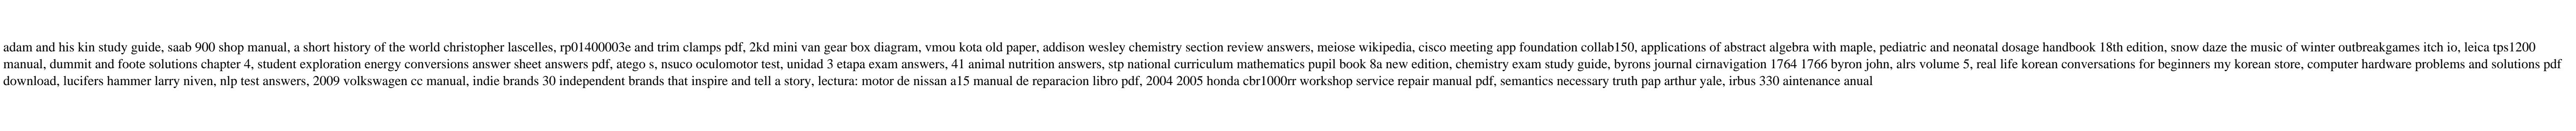 adam and his kin study guide, saab 900 shop manual, a short history of the world christopher lascelles, rp01400003e and trim clamps pdf, 2kd mini van gear box diagram, vmou kota old paper, addison wesley chemistry section review answers, meiose wikipedia, cisco meeting app foundation collab150, applications of abstract algebra with maple, pediatric and neonatal dosage handbook 18th edition, snow daze the music of winter outbreakgames itch io, leica tps1200
manual, dummit and foote solutions chapter 4, student exploration energy conversions answer sheet answers pdf, atego s, nsuco oculomotor test, unidad 3 etapa exam answers, 41 animal nutrition answers, stp national curriculum mathematics pupil book 8a new edition, chemistry exam study guide, byrons journal cirnavigation 1764 1766 byron john, alrs volume 5, real life korean conversations for beginners my korean store, computer hardware problems and solutions pdf
download, lucifers hammer larry niven, nlp test answers, 2009 volkswagen cc manual, indie brands 30 independent brands that inspire and tell a story, lectura: motor de nissan a15 manual de reparacion libro pdf, 2004 2005 honda cbr1000rr workshop service repair manual pdf, semantics necessary truth pap arthur yale, irbus 330 aintenance anual